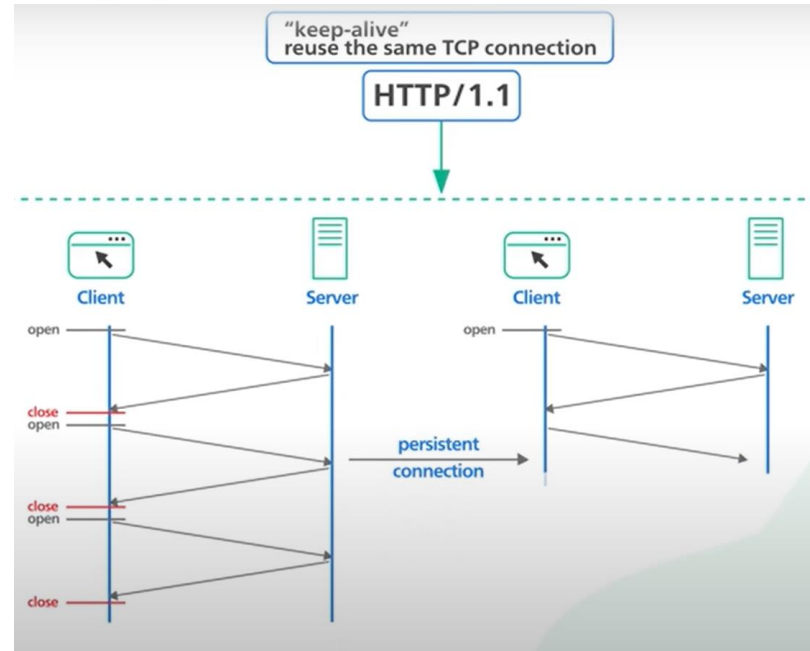 “keep-alive”
reuse the same TCP connection
HTTP/1.1
Client
Server
Client
Server
open
close
open
close
open
close
persistent
connection
open